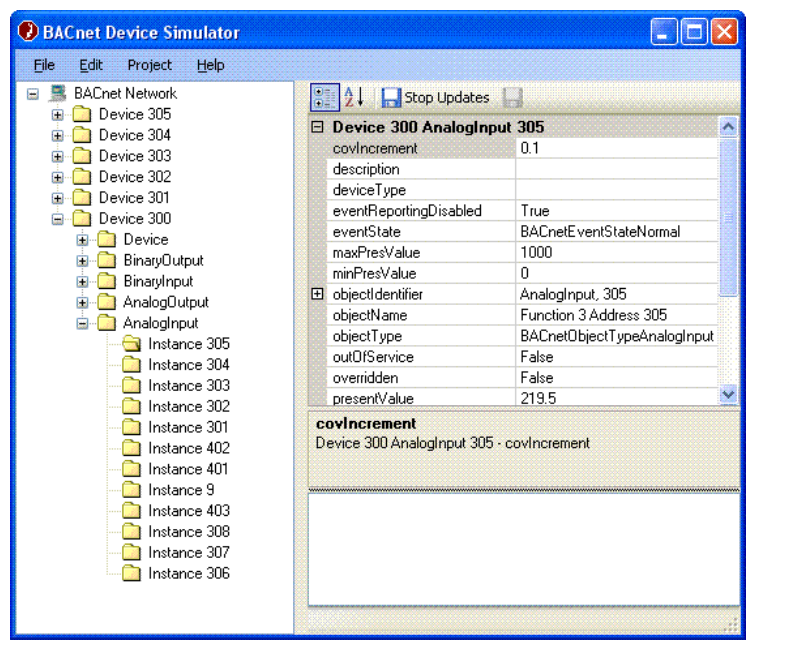 BACnet Device Simulator
File Edit Project Help
BACnet Network
Device 305
Device 304
Device 303
Device 302
Device 301
Device 300
Device
BinaryOutput
BinaryInput
AnalogOutput
AnalogInput
Instance 305
Instance 304
Instance 303
Instance 302
Instance 301
Instance 402
Instance 401
Instance 9
Instance 403
Instance 308
Instance 307
Instance 306
Stop Updates
Device 300 AnalogInput 305
covIncrement 0.1
description
deviceType
eventReportingDisabled True
eventState BACnetEventStateNormal
maxPresValue 1000
minPresValue 0
objectIdentifier AnalogInput, 305
objectName Function 3 Address 305
objectType BACnetObjectTypeAnalogInput
outOfService False
overridden False
presentValue 219.5
covIncrement
Device 300 AnalogInput 305 - covIncrement